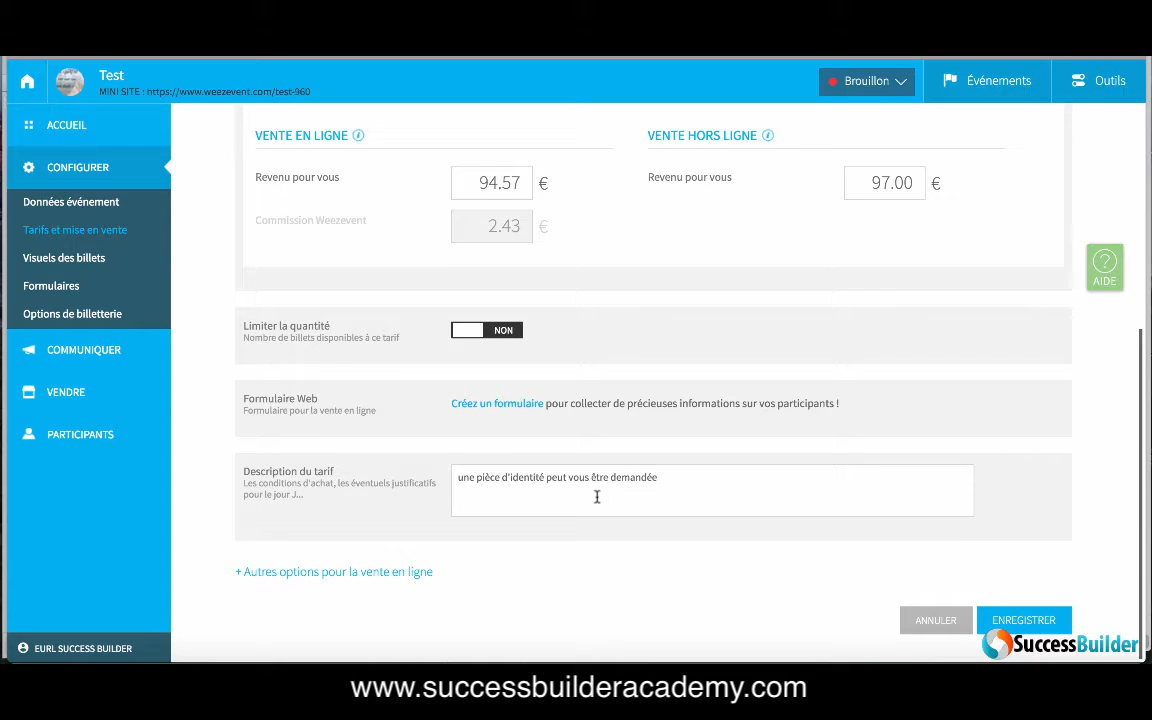 Test
MINI SITE : https://www.weezevent.com/test-960
Brouillon
Événements
Outils
ACCUEIL
CONFIGURER
Données événement
Tarifs et mise en vente
Visuels des billets
Formulaires
Options de billetterie
COMMUNIQUER
VENDRE
PARTICIPANTS
EURL SUCCESS BUILDER
VENTE EN LIGNE i
VENTE HORS LIGNE i
Revenu pour vous 94.57 €
Revenu pour vous 97.00 €
Commission Weezevent 2.43 €
? AIDE
Limiter la quantité
Nombre de billets disponibles à ce tarif
NON
Formulaire Web
Formulaire pour la vente en ligne
Créez un formulaire pour collecter de précieuses informations sur vos participants !
Description du tarif
Les conditions d'achat, les éventuels justificatifs
pour le jour J...
une pièce d'identité peut vous être demandée
+ Autres options pour la vente en ligne
ANNULER
ENREGISTRER
SuccessBuilder
www.successbuilderacademy.com